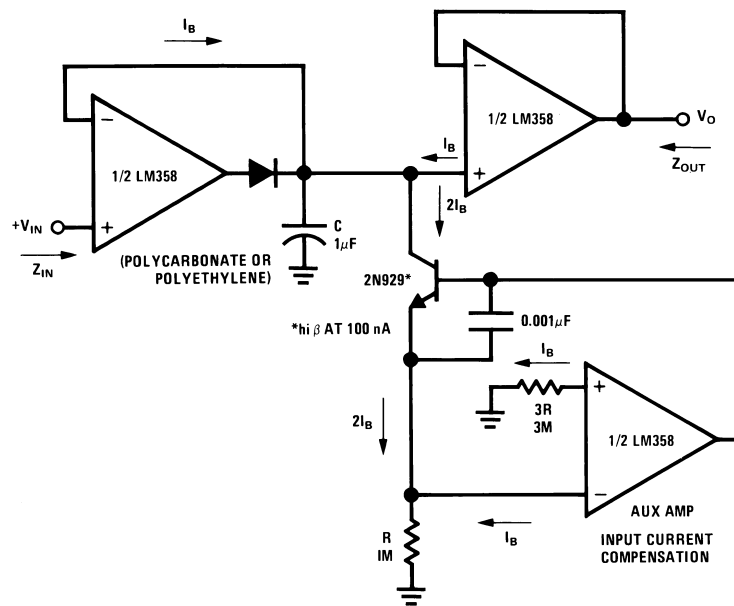 I_B
−
1/2 LM358
+V_IN
+
Z_IN
C
1µF
(POLYCARBONATE OR
POLYETHYLENE)
−
1/2 LM358
+
V_O
Z_OUT
I_B
2I_B
2N929*
*hi β AT 100 nA
0.001µF
I_B
3R
3M
+
1/2 LM358
−
2I_B
I_B
R
1M
AUX AMP
INPUT CURRENT
COMPENSATION